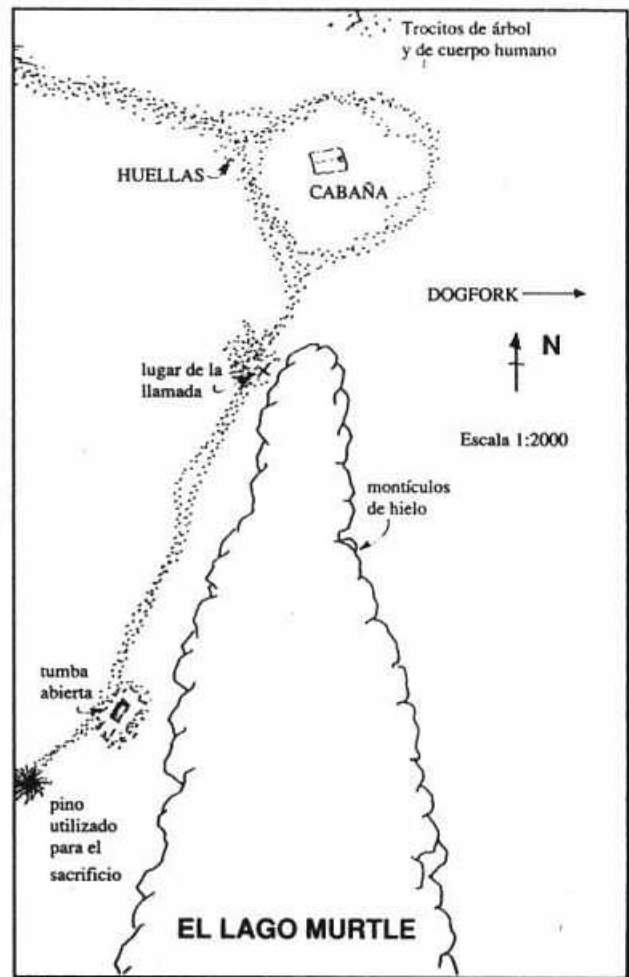 Trocitos de árbol
y de cuerpo humano
HUELLAS
CABAÑA
DOGFORK
N
lugar de la
llamada
Escala 1:2000
montículos
de hielo
tumba
abierta
pino
utilizado
para el
sacrificio
EL LAGO MURTLE